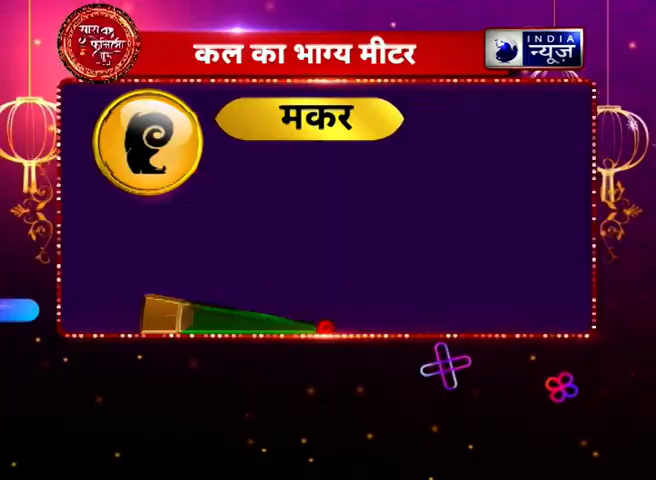 कल का भाग्य मीटर
INDIA
न्यूज़
मकर